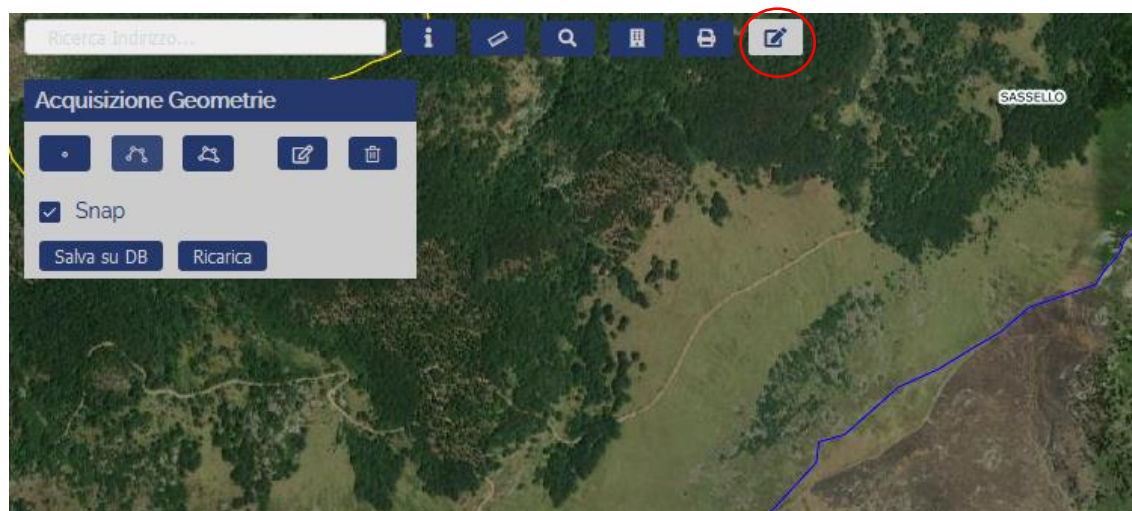 Ricerca Indirizzo...
SASSELLO
Acquisizione Geometrie
Snap
Salva su DB
Ricarica